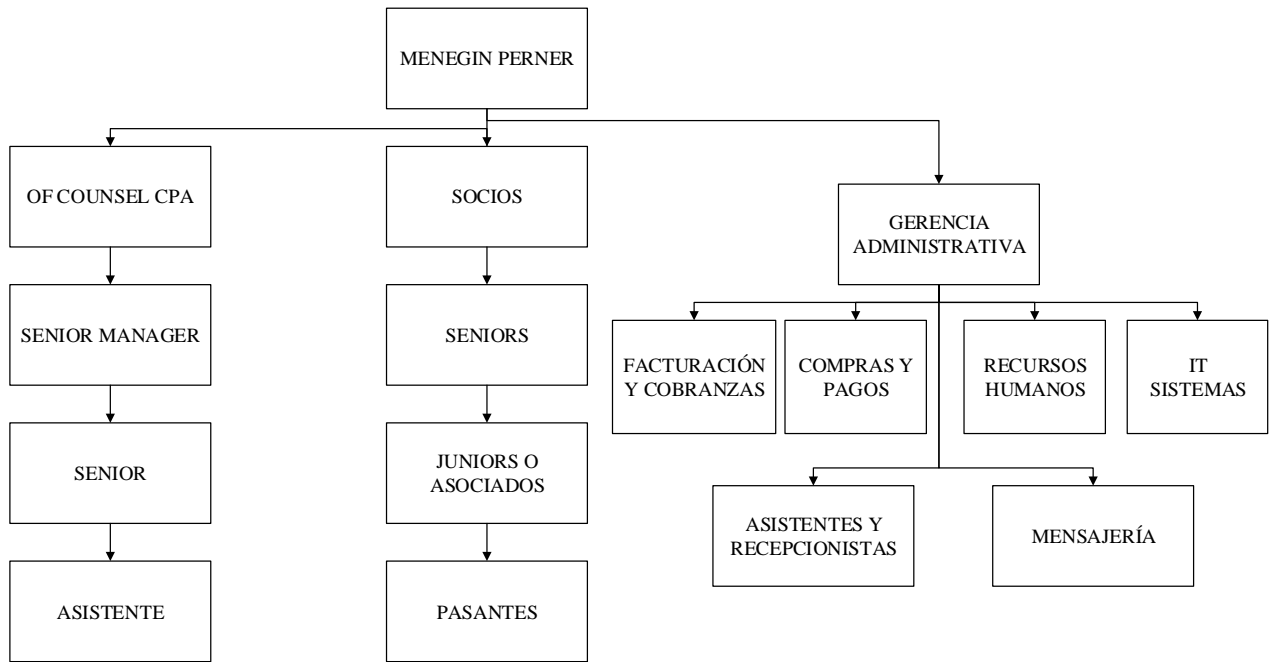 MENEGIN PERNER
OF COUNSEL CPA
SOCIOS
GERENCIA
ADMINISTRATIVA
SENIOR MANAGER
SENIORS
FACTURACIÓN
Y COBRANZAS
COMPRAS Y
PAGOS
RECURSOS
HUMANOS
IT
SISTEMAS
SENIOR
JUNIORS O
ASOCIADOS
ASISTENTES Y
RECEPCIONISTAS
MENSAJERÍA
ASISTENTE
PASANTES